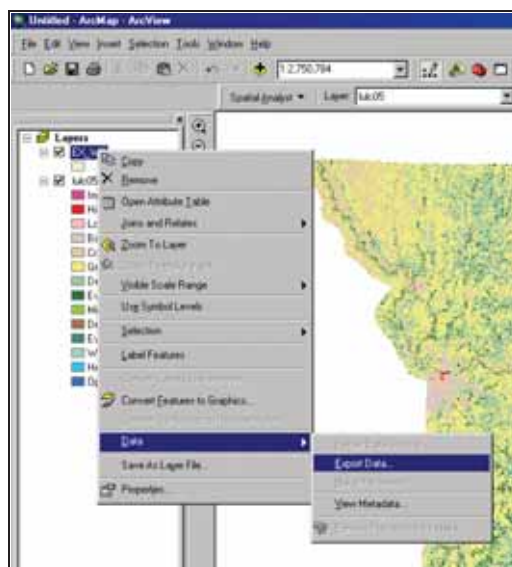 Untitled - ArcMap - ArcView
File Edit View Insert Selection Tools Window Help
1:2,750,784
Spatial Analyst Layer: lulc05
Layers
lulc05
Copy
Remove
Open Attribute Table
Joins and Relates
Zoom To Layer
Visible Scale Range
Use Symbol Levels
Selection
Label Features
Convert Features to Graphics...
Data
Save As Layer File...
Properties...
Export Data...
View Metadata...